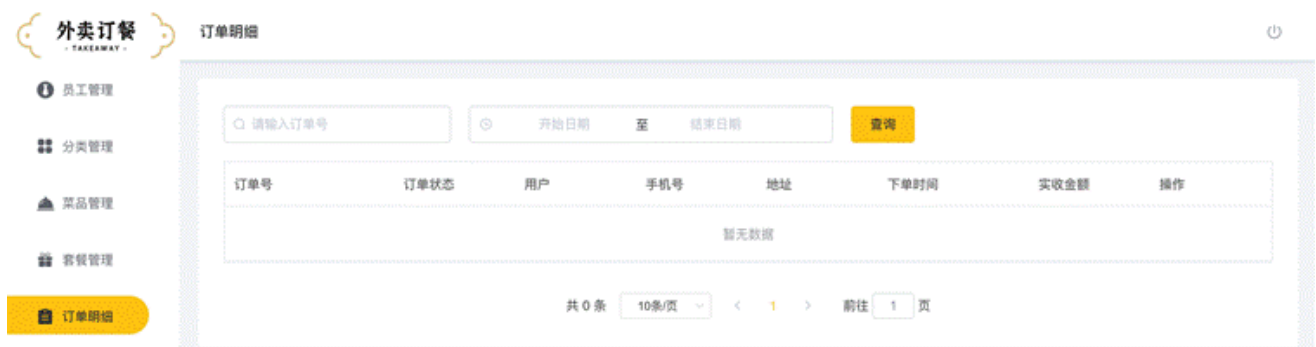 外卖订餐
- TAKEAWAY -
订单明细
员工管理
分类管理
菜品管理
套餐管理
订单明细
请输入订单号 开始日期 至 结束日期 查询
订单号 订单状态 用户 手机号 地址 下单时间 实收金额 操作
暂无数据
共 0 条 10条/页 < 1 > 前往 1 页